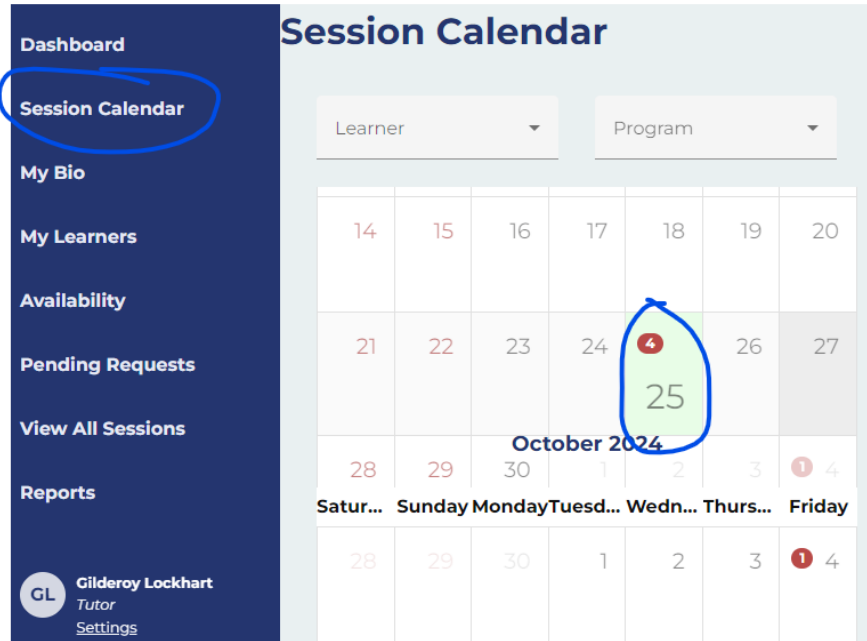 Dashboard
Session Calendar
My Bio
My Learners
Availability
Pending Requests
View All Sessions
Reports
GL
Gilderoy Lockhart
Tutor
Settings
Session Calendar
Learner
Program
14 15 16 17 18 19 20
21 22 23 24 4 25 26 27
October 2024
28 29 30 1 2 3 1 4
Satur... Sunday Monday Tuesd... Wedn... Thurs... Friday
28 29 30 1 2 3 1 4